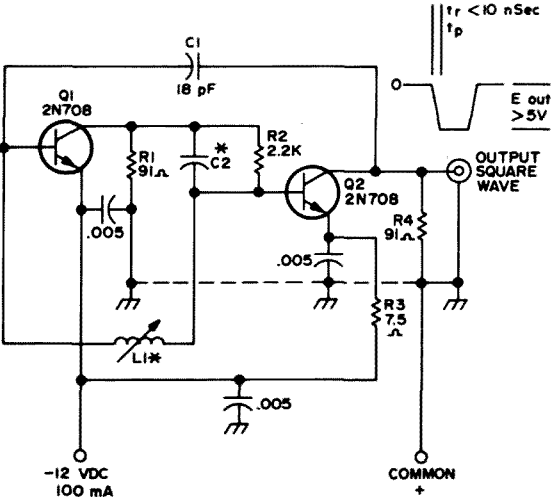 tr <10 nSec
tp
C1
18 pF
O
E out
>5V
Q1
2N708
R1
91Ω
*
C2
R2
2.2K
Q2
2N708
OUTPUT
SQUARE
WAVE
R4
91Ω
.005
.005
R3
7.5
Ω
L1*
.005
-12 VDC
100 mA
COMMON
+